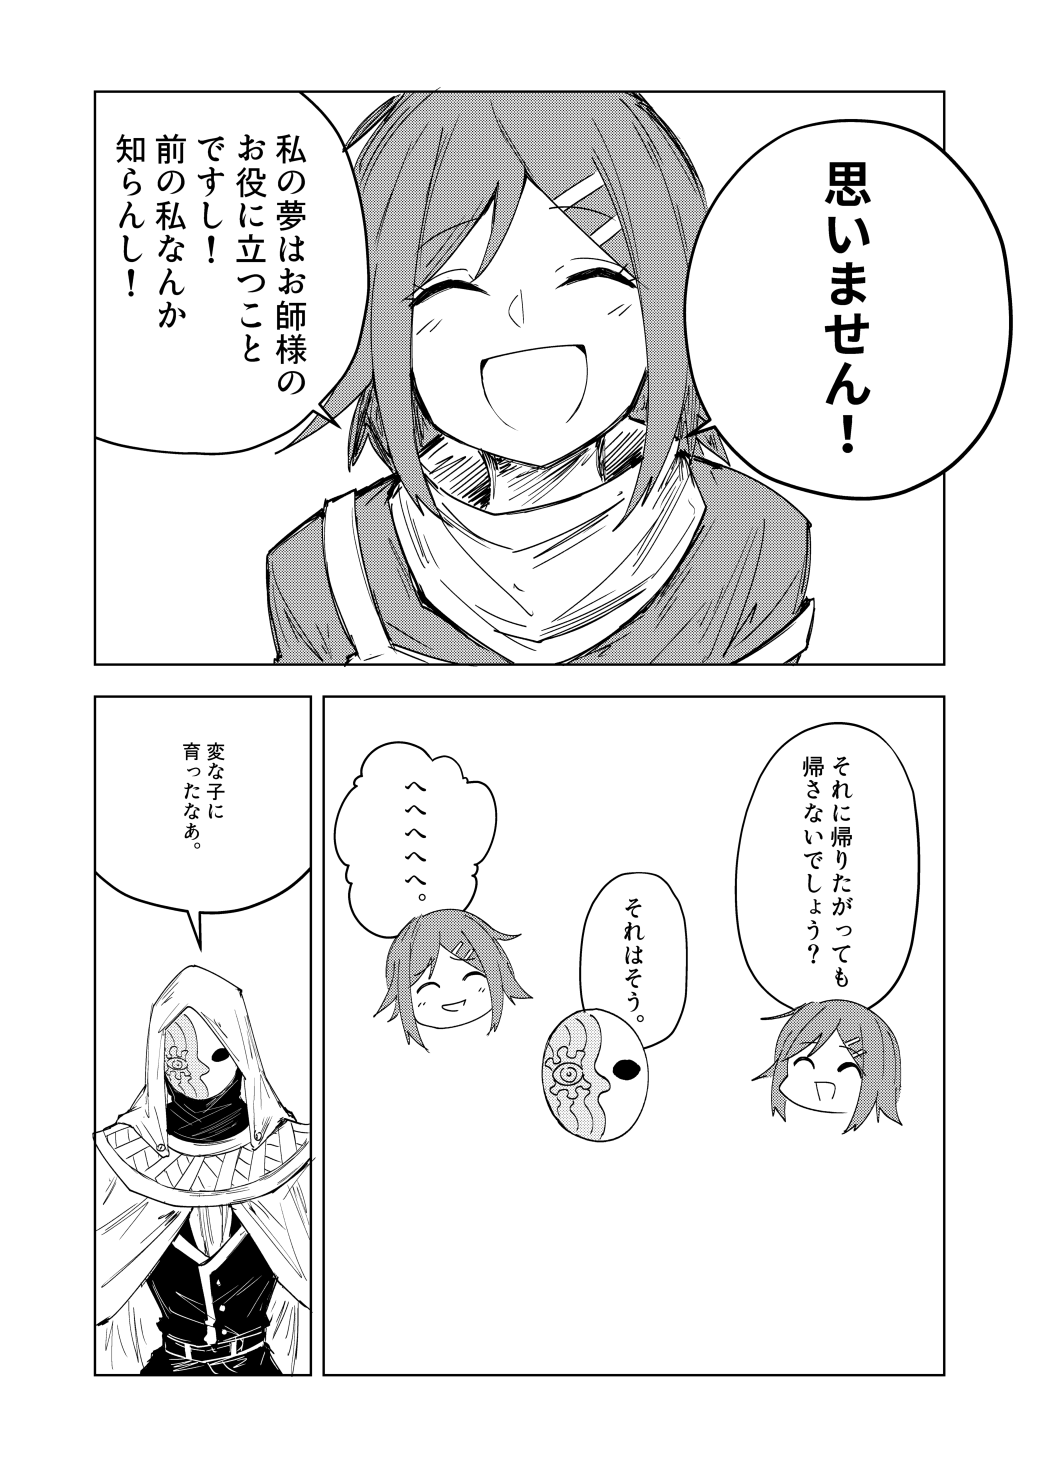 思いません！
私の夢はお師様の
お役に立つこと
ですし！
前の私なんか
知らんし！
それに帰りたがっても
帰さないでしょう？
それはそう。
へへへへへ。
変な子に
育ったなあ。